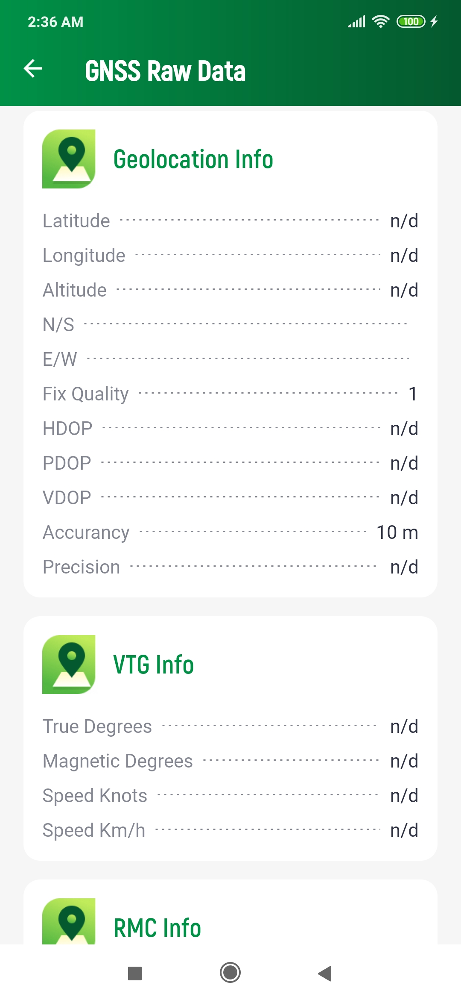 2:36 AM
100
GNSS Raw Data
Geolocation Info
Latitude n/d
Longitude n/d
Altitude n/d
N/S
E/W
Fix Quality 1
HDOP n/d
PDOP n/d
VDOP n/d
Accurancy 10 m
Precision n/d
VTG Info
True Degrees n/d
Magnetic Degrees n/d
Speed Knots n/d
Speed Km/h n/d
RMC Info